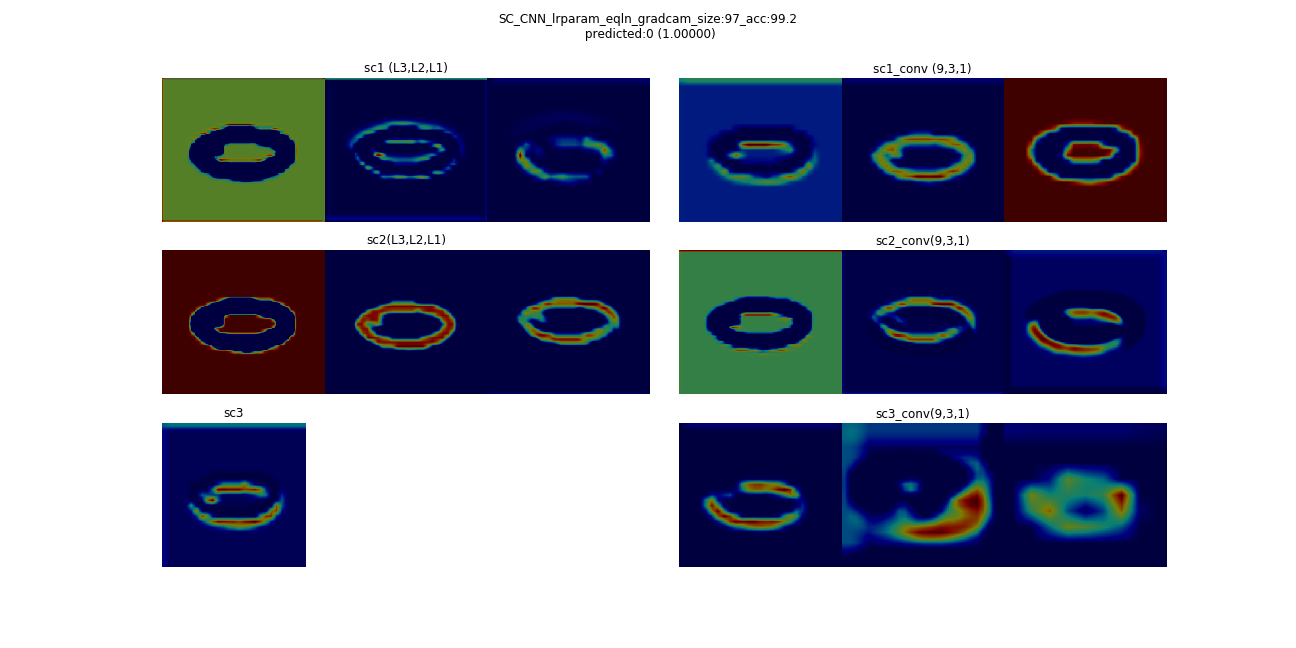 SC_CNN_lrparam_eqln_gradcam_size:97_acc:99.2
predicted:0 (1.00000)
sc1 (L3,L2,L1)
sc1_conv (9,3,1)
sc2(L3,L2,L1)
sc2_conv(9,3,1)
sc3
sc3_conv(9,3,1)